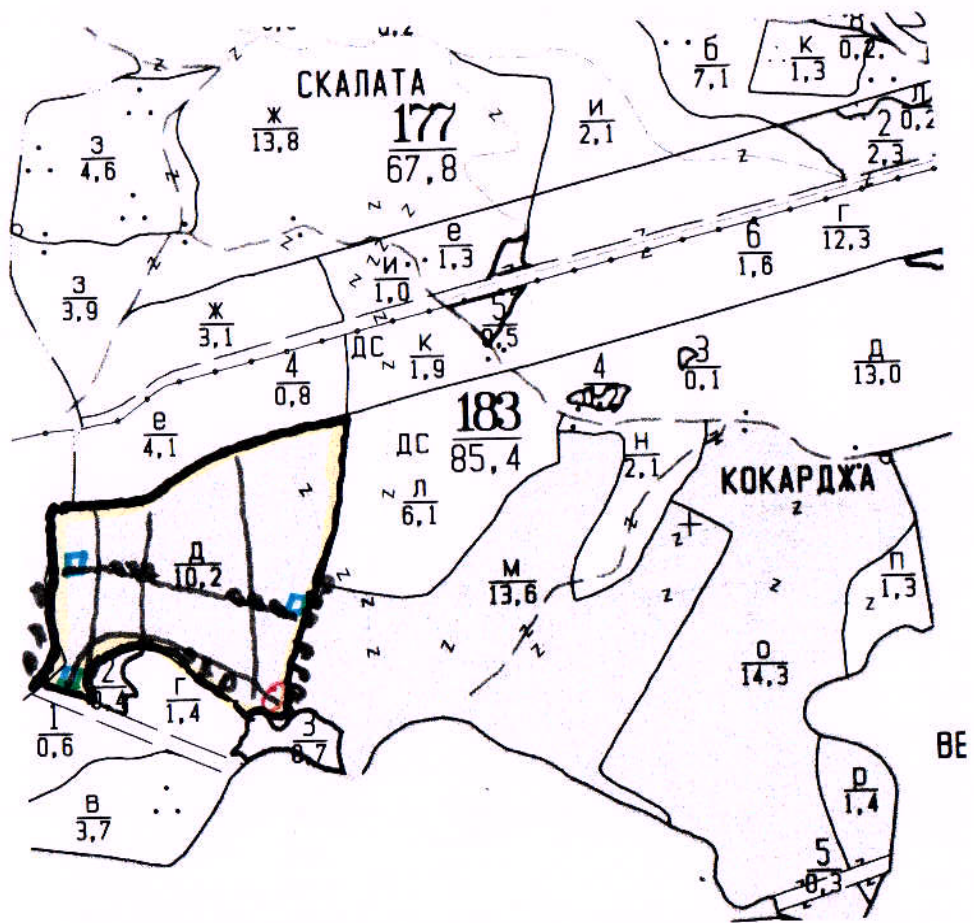 СКАЛАТА
177
67,8
б
7,1
к
1,3
0,2
ж
13,8
и
2,1
з
4,6
2
2,3
Л
0,2
г
12,3
е
1,3
6
1,6
и
1,0
з
3,9
ж
3,1
5
0,5
ДС
к
1,9
4
0,8
4
3
0,1
д
13,0
е
4,1
183
85,4
ДС
л
6,1
н
2,1
КОКАРДЖА
д
10,2
м
13,6
п
1,3
о
14,3
2
0,4
г
1,4
1
0,6
3
0,7
ВЕ
р
1,4
в
3,7
5
0,3